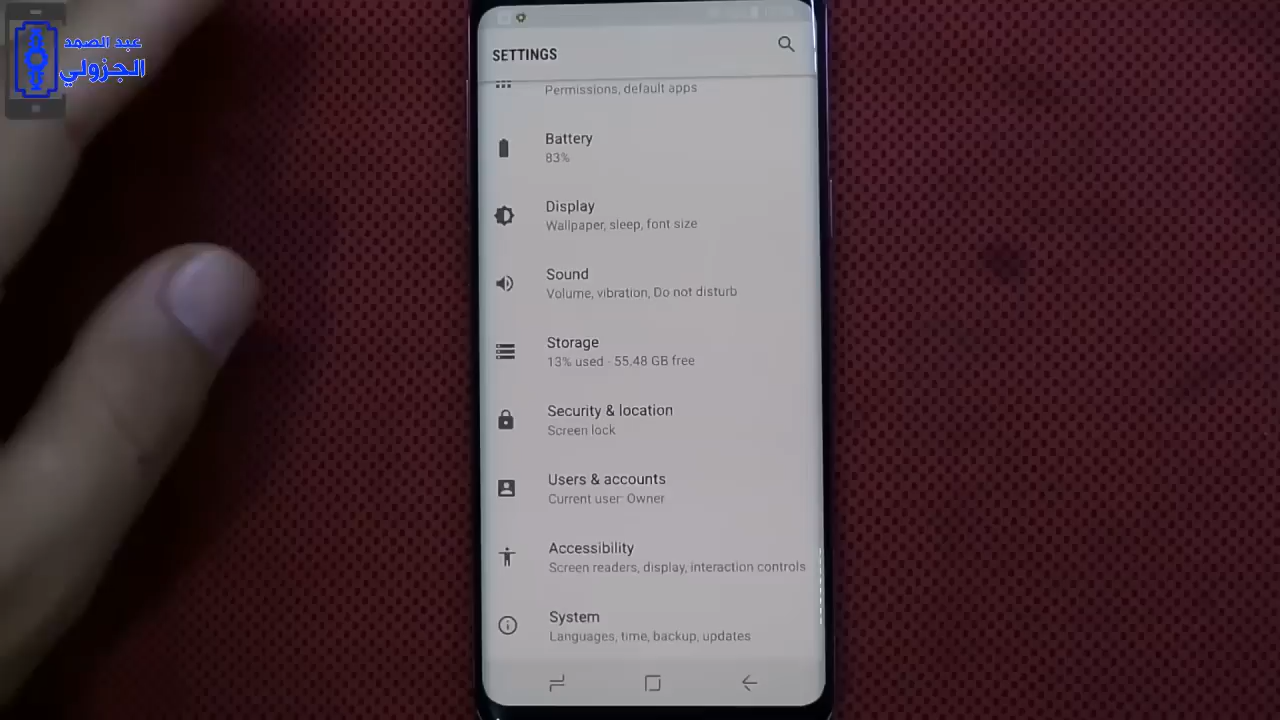 عبد الصمد
الجزولي
SETTINGS
Permissions, default apps
Battery
83%
Display
Wallpaper, sleep, font size
Sound
Volume, vibration, Do not disturb
Storage
13% used · 55.48 GB free
Security & location
Screen lock
Users & accounts
Current user: Owner
Accessibility
Screen readers, display, interaction controls
System
Languages, time, backup, updates